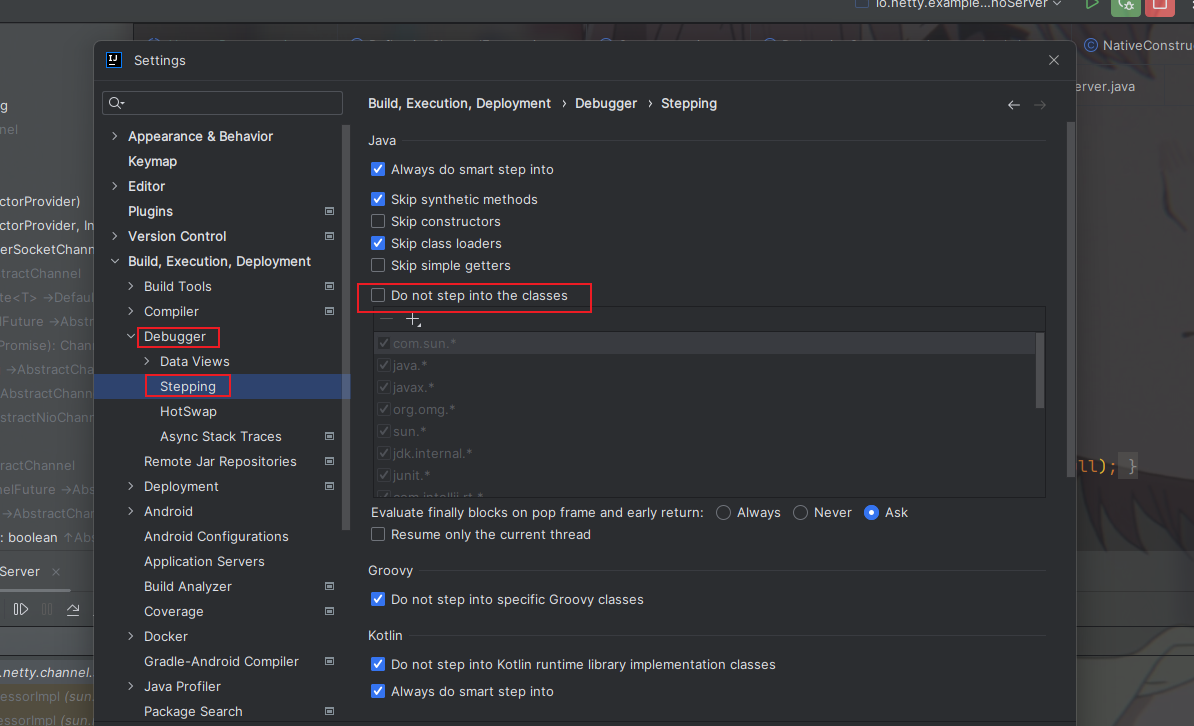 io.netty.example...noServer
Settings
NativeConstru
erver.java
Build, Execution, Deployment › Debugger › Stepping
Appearance & Behavior
Keymap
Editor
Plugins
Version Control
Build, Execution, Deployment
Build Tools
Compiler
Debugger
Data Views
Stepping
HotSwap
Async Stack Traces
Remote Jar Repositories
Deployment
Android
Android Configurations
Application Servers
Build Analyzer
Coverage
Docker
Gradle-Android Compiler
Java Profiler
Package Search
Java
Always do smart step into
Skip synthetic methods
Skip constructors
Skip class loaders
Skip simple getters
Do not step into the classes
com.sun.*
java.*
javax.*
org.omg.*
sun.*
jdk.internal.*
junit.*
com.intellij.rt.*
Evaluate finally blocks on pop frame and early return: Always Never Ask
Resume only the current thread
Groovy
Do not step into specific Groovy classes
Kotlin
Do not step into Kotlin runtime library implementation classes
Always do smart step into
g
nel
ctorProvider)
ctorProvider, In
erSocketChann
stractChannel
te<T> →Defaul
lFuture →Abst
Promise): Chann
→AbstractCha
AbstractChann
stractNioChann
ractChannel
nelFuture →Abs
→AbstractChan
: boolean ↑Abs
Server
.netty.channel.
essorImpl (sun.
essorImpl (sun.
ll); }